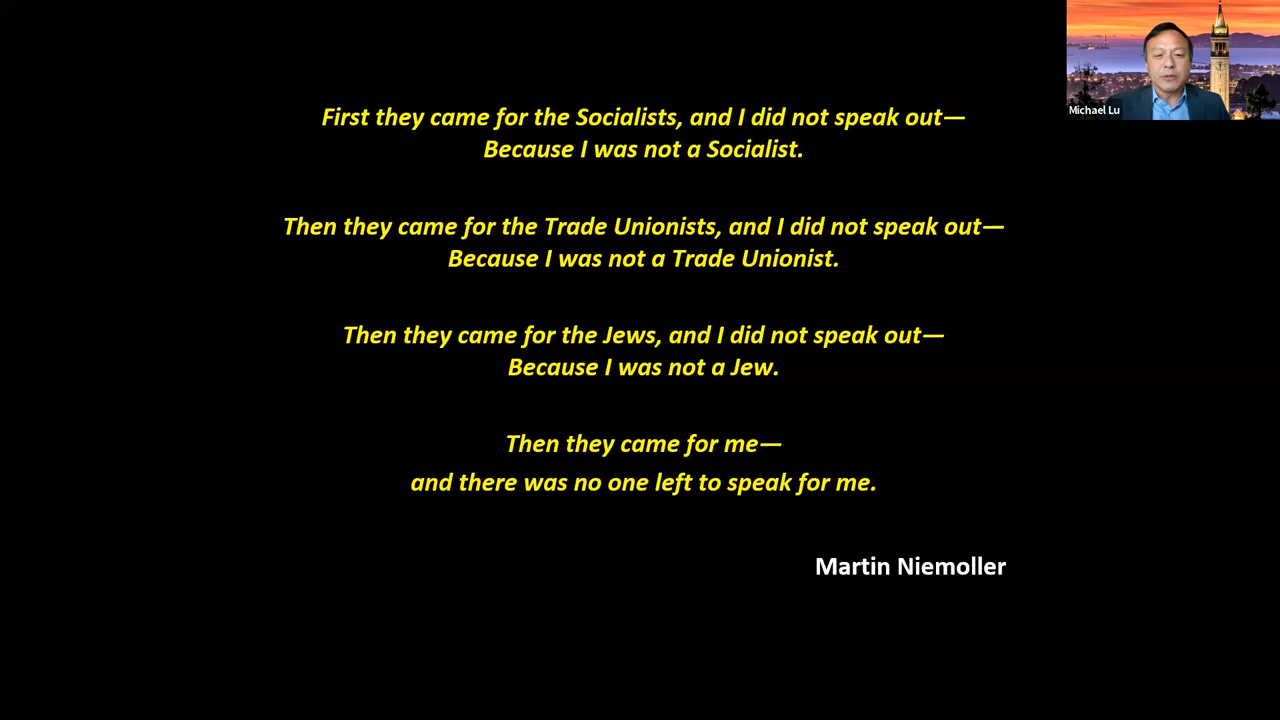 First they came for the Socialists, and I did not speak out—
Because I was not a Socialist.
Then they came for the Trade Unionists, and I did not speak out—
Because I was not a Trade Unionist.
Then they came for the Jews, and I did not speak out—
Because I was not a Jew.
Then they came for me—
and there was no one left to speak for me.
Martin Niemoller
Michael Lu